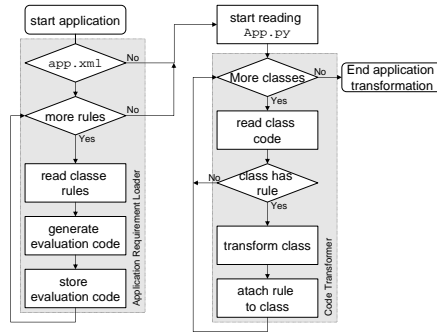 start application
app.xml
No
more rules
No
Yes
read classe
rules
generate
evaluation code
store
evaluation code
Application Requirement Loader
start reading
App.py
More classes
No
End application
transformation
Yes
read class
code
class has
rule
No
Yes
transform class
atach rule
to class
Code Transformer